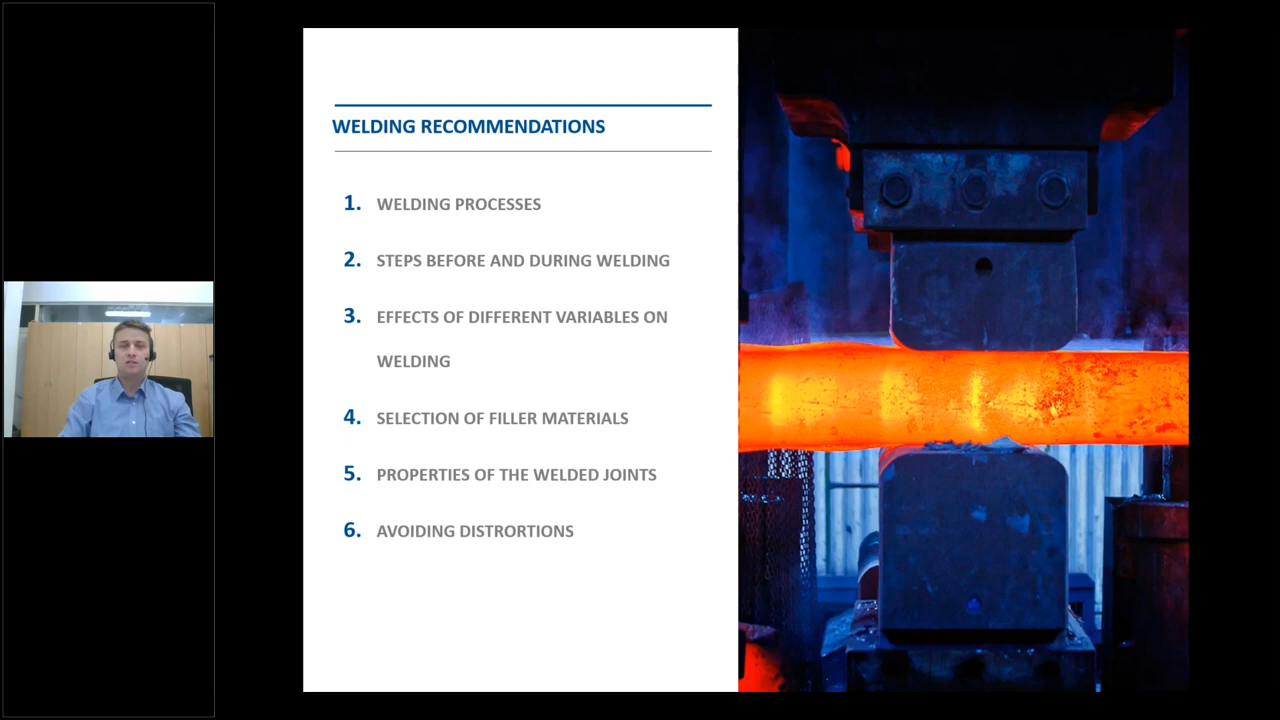 WELDING RECOMMENDATIONS
1. WELDING PROCESSES
2. STEPS BEFORE AND DURING WELDING
3. EFFECTS OF DIFFERENT VARIABLES ON
WELDING
4. SELECTION OF FILLER MATERIALS
5. PROPERTIES OF THE WELDED JOINTS
6. AVOIDING DISTRORTIONS